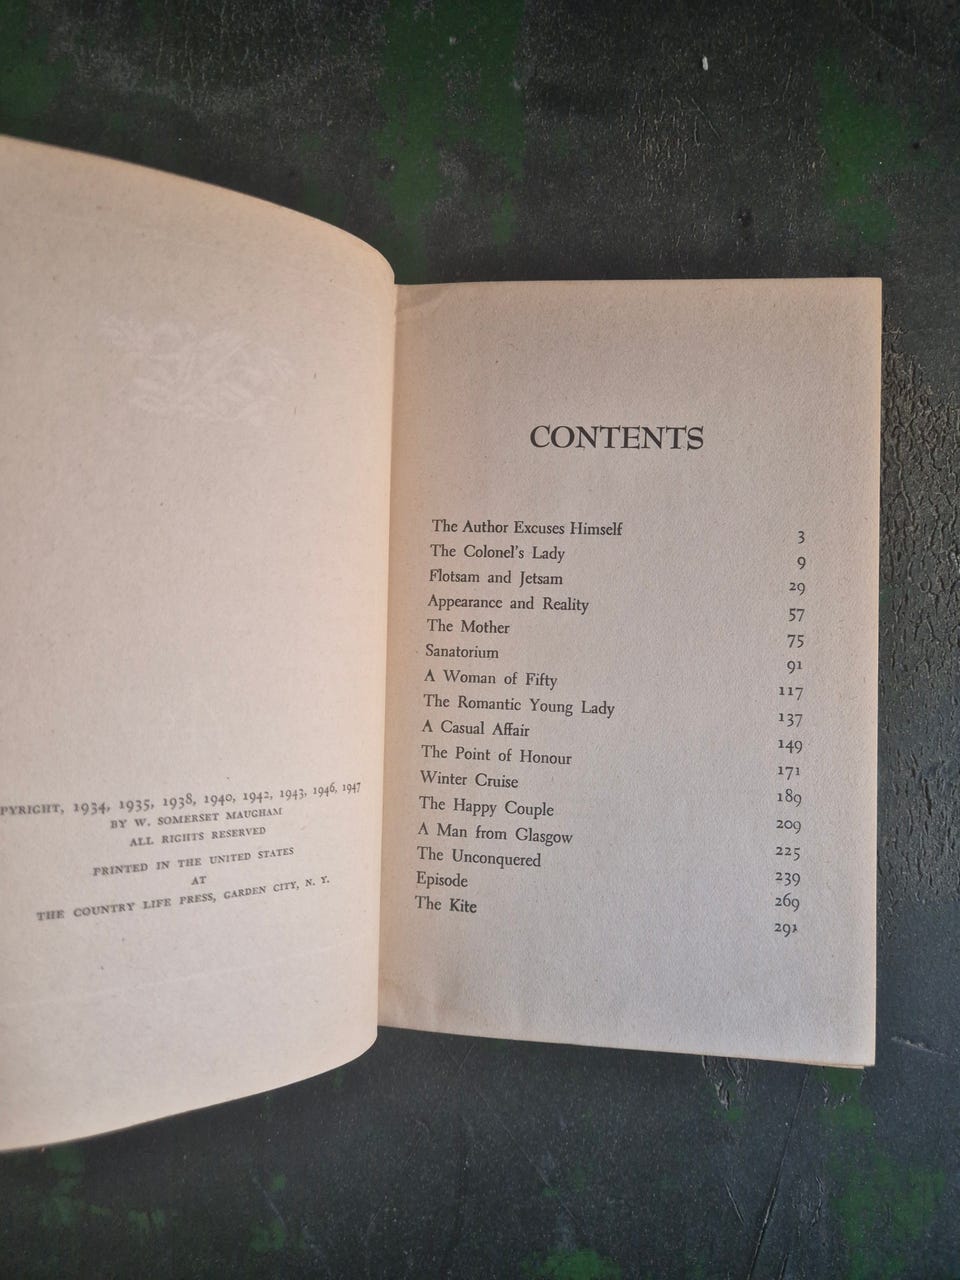 PYRIGHT, 1934, 1935, 1938, 1940, 1942, 1943, 1946, 1947
BY W. SOMERSET MAUGHAM
ALL RIGHTS RESERVED
PRINTED IN THE UNITED STATES
AT
THE COUNTRY LIFE PRESS, GARDEN CITY, N. Y.
CONTENTS
The Author Excuses Himself 3
The Colonel's Lady 9
Flotsam and Jetsam 29
Appearance and Reality 57
The Mother 75
Sanatorium 91
A Woman of Fifty 117
The Romantic Young Lady 137
A Casual Affair 149
The Point of Honour 171
Winter Cruise 189
The Happy Couple 209
A Man from Glasgow 225
The Unconquered 239
Episode 269
The Kite 291